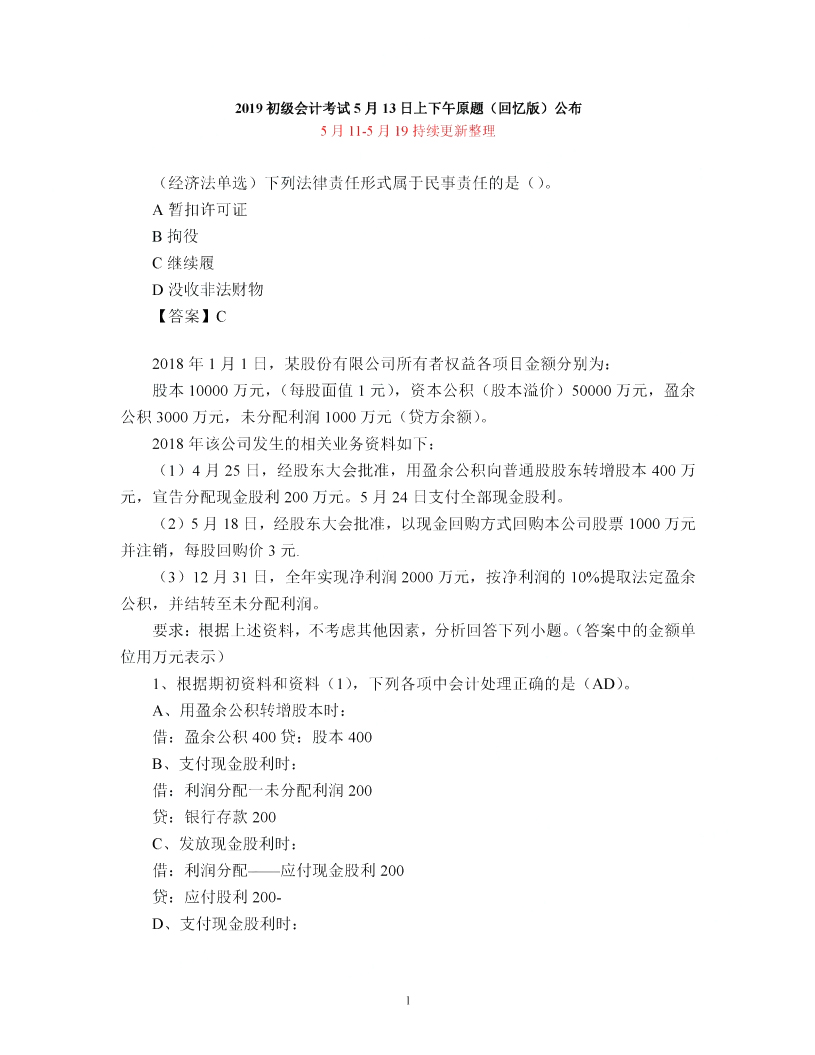 2019 初级会计考试 5 月 13 日上下午原题（回忆版）公布
5 月 11-5 月 19 持续更新整理
（经济法单选）下列法律责任形式属于民事责任的是（）。
A 暂扣许可证
B 拘役
C 继续履
D 没收非法财物
【答案】C
2018 年 1 月 1 日，某股份有限公司所有者权益各项目金额分别为：
股本 10000 万元，（每股面值 1 元），资本公积（股本溢价）50000 万元，盈余
公积 3000 万元，未分配利润 1000 万元（贷方余额）。
2018 年该公司发生的相关业务资料如下：
（1）4 月 25 日，经股东大会批准，用盈余公积向普通股股东转增股本 400 万
元，宣告分配现金股利 200 万元。5 月 24 日支付全部现金股利。
（2）5 月 18 日，经股东大会批准，以现金回购方式回购本公司股票 1000 万元
并注销，每股回购价 3 元.
（3）12 月 31 日，全年实现净利润 2000 万元，按净利润的 10%提取法定盈余
公积，并结转至未分配利润。
要求：根据上述资料，不考虑其他因素，分析回答下列小题。（答案中的金额单
位用万元表示）
1、根据期初资料和资料（1），下列各项中会计处理正确的是（AD）。
A、用盈余公积转增股本时：
借：盈余公积 400 贷：股本 400
B、支付现金股利时：
借：利润分配一未分配利润 200
贷：银行存款 200
C、发放现金股利时：
借：利润分配——应付现金股利 200
贷：应付股利 200-
D、支付现金股利时：
1